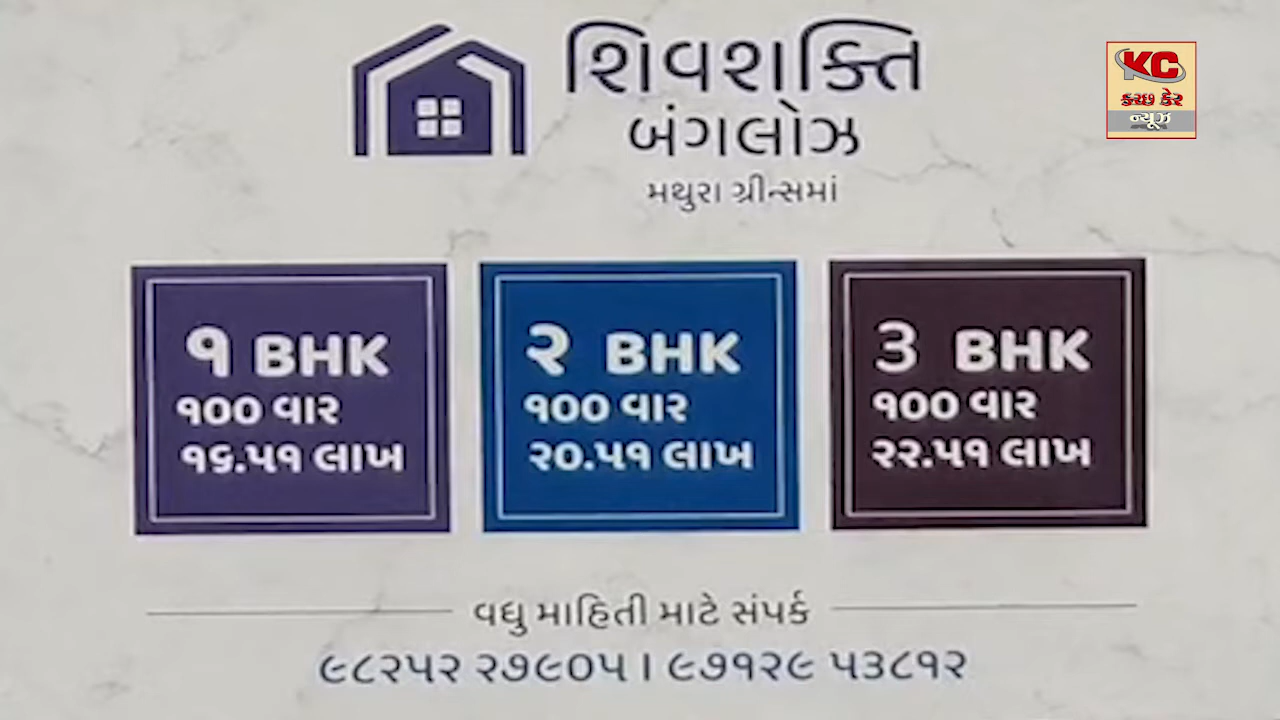 શિવશક્તિ
બંગલોઝ
મથુરા ગ્રીન્સમાં
KC
કચ્છ કેર
ન્યૂઝ
૧ BHK
૧૦૦ વાર
૧૬.૫૧ લાખ
૨ BHK
૧૦૦ વાર
૨૦.૫૧ લાખ
૩ BHK
૧૦૦ વાર
૨૨.૫૧ લાખ
વધુ માહિતી માટે સંપર્ક
૯૮૨૫૨ ૨૭૯૦૫ । ૯૭૧૨૯ ૫૩૮૧૨